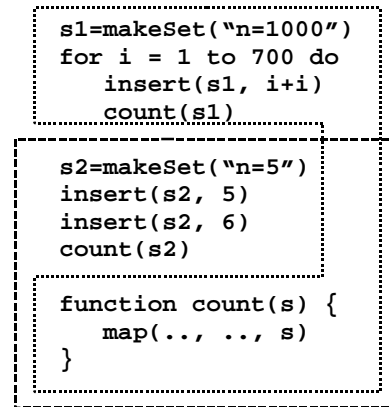 s1=makeSet(“n=1000”)
for i = 1 to 700 do
insert(s1, i+i)
count(s1)
s2=makeSet(“n=5”)
insert(s2, 5)
insert(s2, 6)
count(s2)
function count(s) {
map(.., .., s)
}